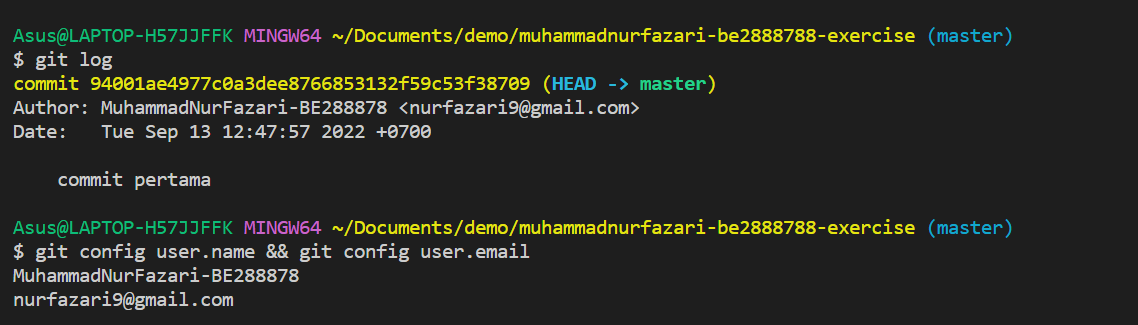 Asus@LAPTOP-H57JJFFK MINGW64 ~/Documents/demo/muhammadnurfazari-be2888788-exercise (master)
$ git log
commit 94001ae4977c0a3dee8766853132f59c53f38709 (HEAD -> master)
Author: MuhammadNurFazari-BE288878 <nurfazari9@gmail.com>
Date:   Tue Sep 13 12:47:57 2022 +0700
    commit pertama
Asus@LAPTOP-H57JJFFK MINGW64 ~/Documents/demo/muhammadnurfazari-be2888788-exercise (master)
$ git config user.name && git config user.email
MuhammadNurFazari-BE288878
nurfazari9@gmail.com